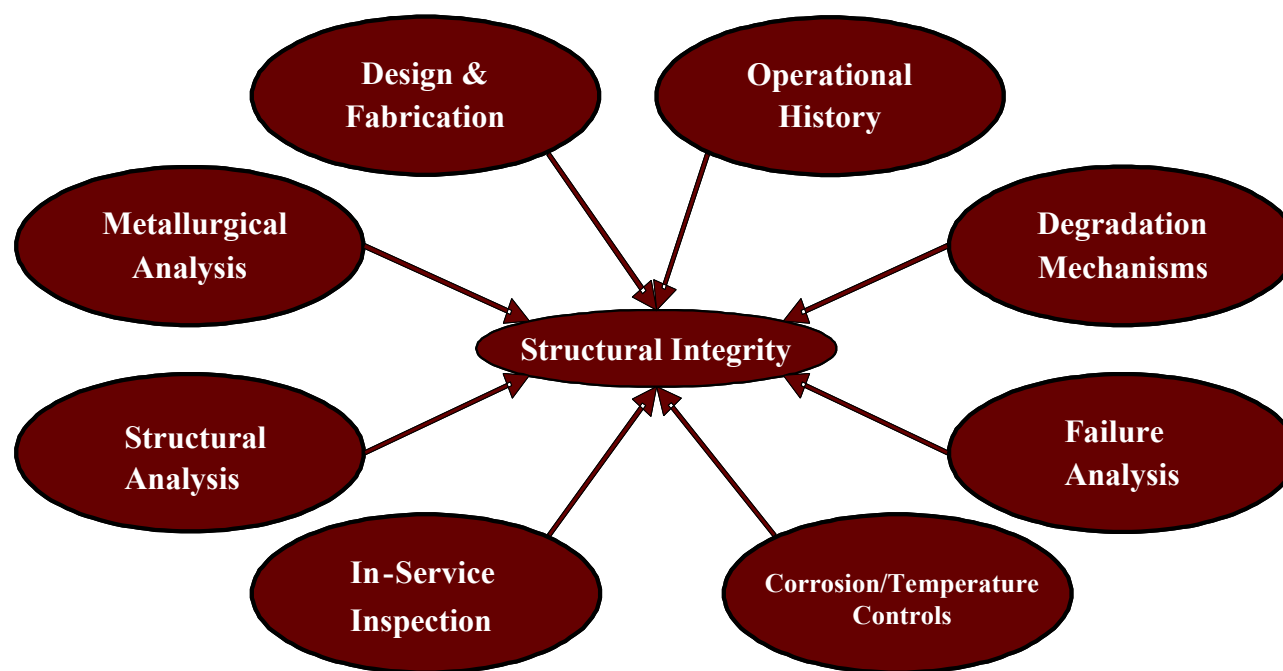 Design &
Fabrication
Operational
History
Metallurgical
Analysis
Degradation
Mechanisms
Structural Integrity
Structural
Analysis
Failure
Analysis
In-Service
Inspection
Corrosion/Temperature
Controls